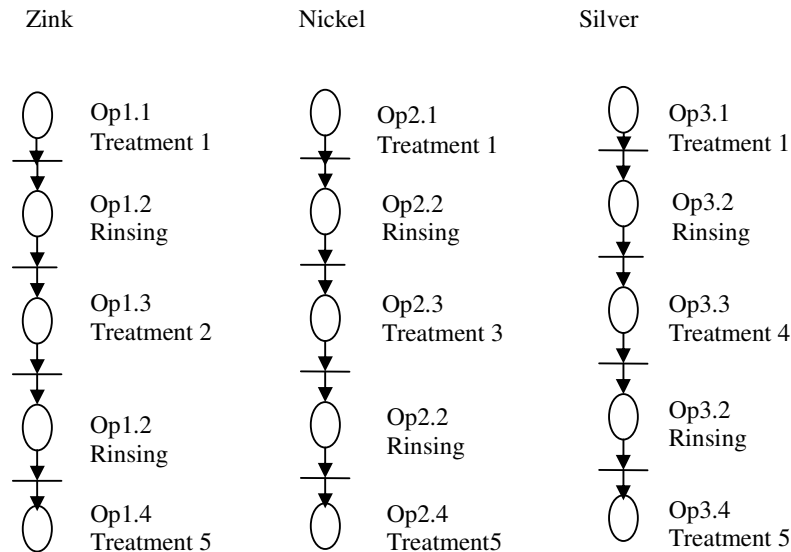 Zink
Nickel
Silver
Op1.1
Treatment 1
Op2.1
Treatment 1
Op3.1
Treatment 1
Op1.2
Rinsing
Op2.2
Rinsing
Op3.2
Rinsing
Op1.3
Treatment 2
Op2.3
Treatment 3
Op3.3
Treatment 4
Op1.2
Rinsing
Op2.2
Rinsing
Op3.2
Rinsing
Op1.4
Treatment 5
Op2.4
Treatment5
Op3.4
Treatment 5